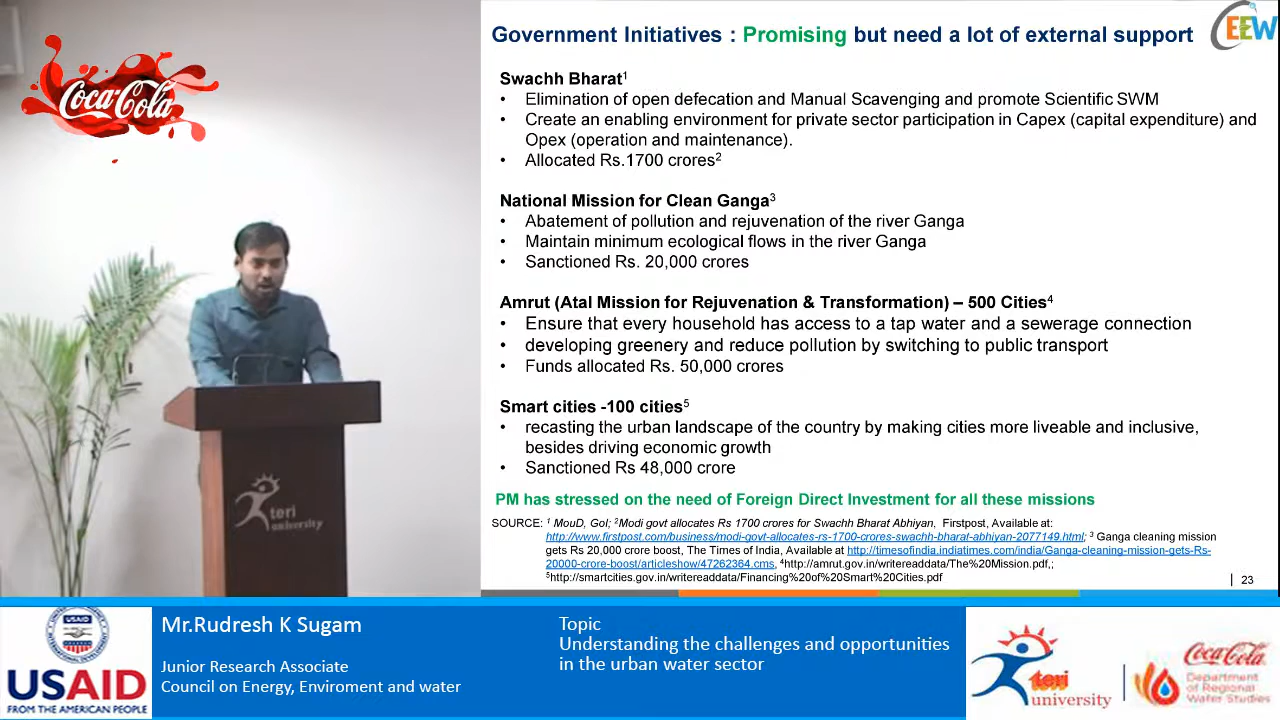 Coca-Cola
EEW
Government Initiatives : Promising but need a lot of external support
Swachh Bharat1
• Elimination of open defecation and Manual Scavenging and promote Scientific SWM
• Create an enabling environment for private sector participation in Capex (capital expenditure) and
Opex (operation and maintenance).
• Allocated Rs.1700 crores2
National Mission for Clean Ganga3
• Abatement of pollution and rejuvenation of the river Ganga
• Maintain minimum ecological flows in the river Ganga
• Sanctioned Rs. 20,000 crores
Amrut (Atal Mission for Rejuvenation & Transformation) – 500 Cities4
• Ensure that every household has access to a tap water and a sewerage connection
• developing greenery and reduce pollution by switching to public transport
• Funds allocated Rs. 50,000 crores
Smart cities -100 cities5
• recasting the urban landscape of the country by making cities more liveable and inclusive,
besides driving economic growth
• Sanctioned Rs 48,000 crore
PM has stressed on the need of Foreign Direct Investment for all these missions
SOURCE: 1 MouD, GoI; 2Modi govt allocates Rs 1700 crores for Swachh Bharat Abhiyan, Firstpost, Available at:
http://www.firstpost.com/business/modi-govt-allocates-rs-1700-crores-swachh-bharat-abhiyan-2077149.html; 3 Ganga cleaning mission
gets Rs 20,000 crore boost, The Times of India, Available at http://timesofindia.indiatimes.com/india/Ganga-cleaning-mission-gets-Rs-
20000-crore-boost/articleshow/47262364.cms, 4http://amrut.gov.in/writereaddata/The%20Mission.pdf,;
5http://smartcities.gov.in/writereaddata/Financing%20of%20Smart%20Cities.pdf
| 23
teri
university
USAID
USAID
FROM THE AMERICAN PEOPLE
Mr.Rudresh K Sugam
Junior Research Associate
Council on Energy, Enviroment and water
Topic
Understanding the challenges and opportunities
in the urban water sector
teri
university
Coca-Cola
Department
of Regional
Water Studies